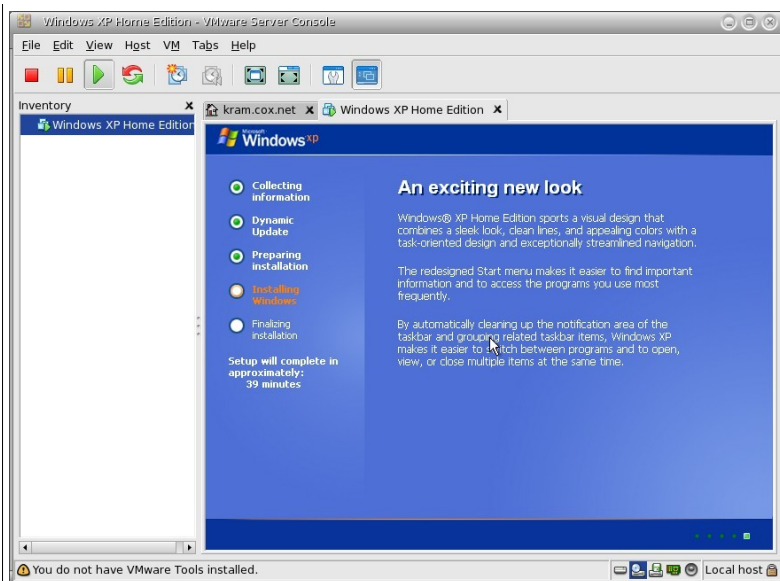 Windows XP Home Edition - VMware Server Console
File Edit View Host VM Tabs Help
Inventory
Windows XP Home Edition
kram.cox.net
Windows XP Home Edition
Microsoft
Windows xp
Collecting
information
Dynamic
Update
Preparing
installation
Installing
Windows
Finalizing
installation
Setup will complete in
approximately:
39 minutes
An exciting new look
Windows® XP Home Edition sports a visual design that
combines a sleek look, clean lines, and appealing colors with a
task-oriented design and exceptionally streamlined navigation.
The redesigned Start menu makes it easier to find important
information and to access the programs you use most
frequently.
By automatically cleaning up the notification area of the
taskbar and grouping related taskbar items, Windows XP
makes it easier to switch between programs and to open,
view, or close multiple items at the same time.
You do not have VMware Tools installed.
Local host